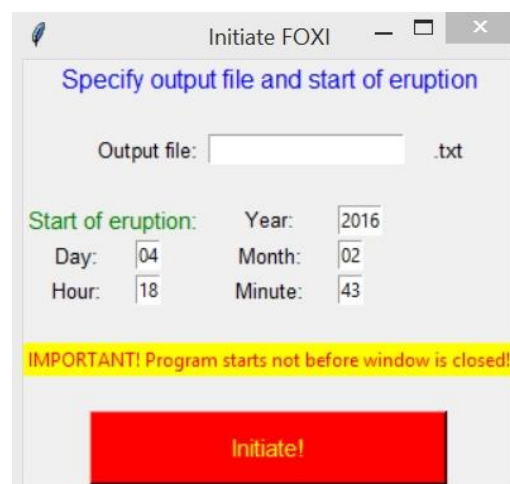 Initiate FOXI
Specify output file and start of eruption
Output file: .txt
Start of eruption: Year: 2016
Day: 04 Month: 02
Hour: 18 Minute: 43
IMPORTANT! Program starts not before window is closed!
Initiate!